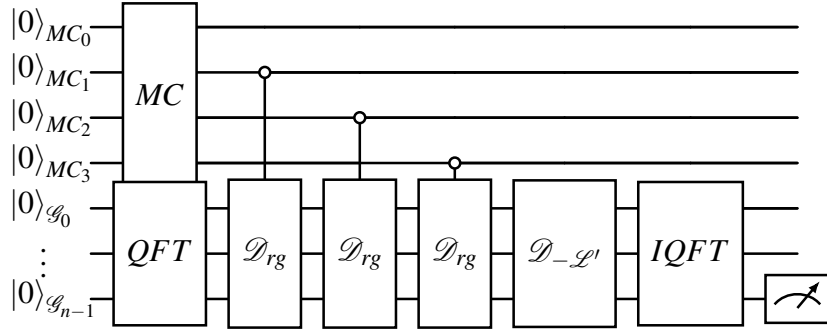 |0⟩_{MC_0}
|0⟩_{MC_1}
|0⟩_{MC_2}
|0⟩_{MC_3}
MC
|0⟩_{𝒢_0}
⋮
|0⟩_{𝒢_{n−1}}
QFT
𝒟_{rg}
𝒟_{rg}
𝒟_{rg}
𝒟_{−ℒ′}
IQFT